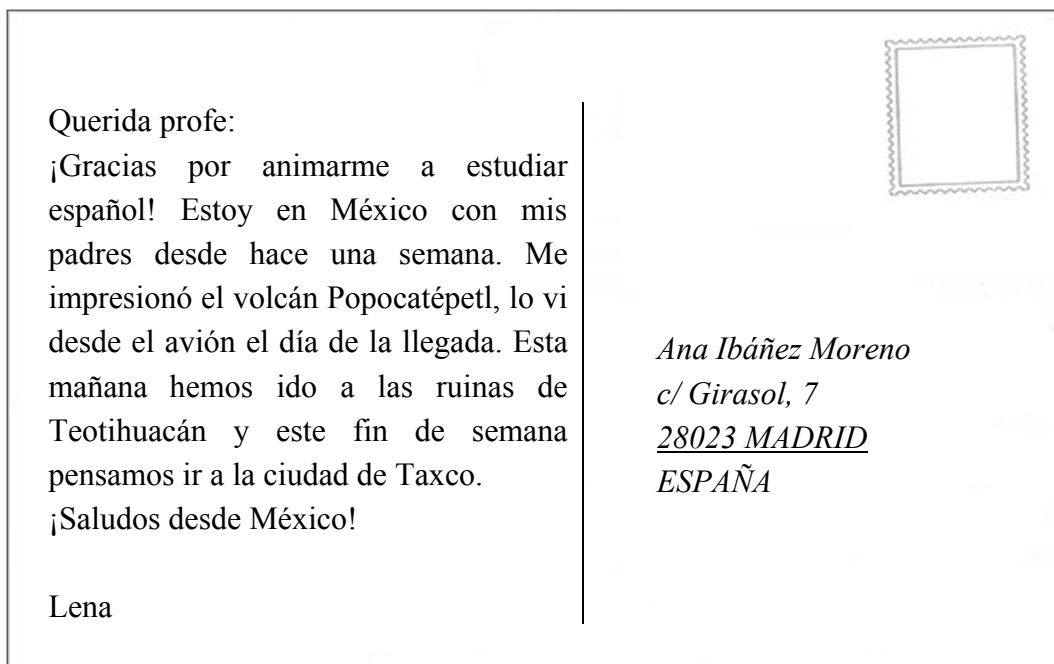 Querida profe:
¡Gracias por animarme a estudiar
español! Estoy en México con mis
padres desde hace una semana. Me
impresionó el volcán Popocatépetl, lo vi
desde el avión el día de la llegada. Esta
mañana hemos ido a las ruinas de
Teotihuacán y este fin de semana
pensamos ir a la ciudad de Taxco.
¡Saludos desde México!
Lena
Ana Ibáñez Moreno
c/ Girasol, 7
28023 MADRID
ESPAÑA